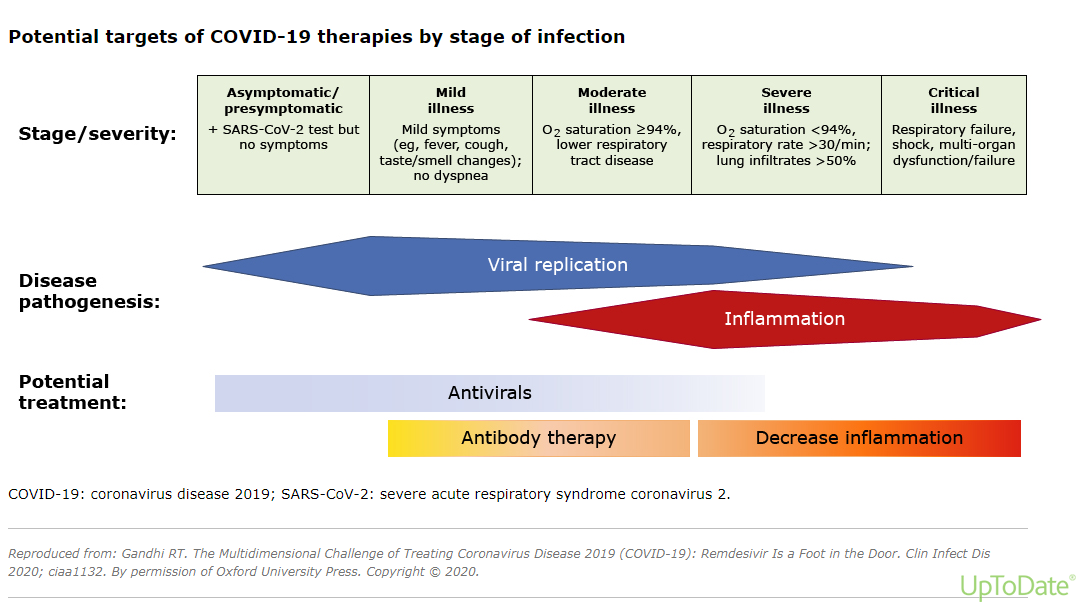 Potential targets of COVID-19 therapies by stage of infection
Stage/severity:
Asymptomatic/
presymptomatic
+ SARS-CoV-2 test but
no symptoms
Mild
illness
Mild symptoms
(eg, fever, cough,
taste/smell changes);
no dyspnea
Moderate
illness
O2 saturation ≥94%,
lower respiratory
tract disease
Severe
illness
O2 saturation <94%,
respiratory rate >30/min;
lung infiltrates >50%
Critical
illness
Respiratory failure,
shock, multi-organ
dysfunction/failure
Disease
pathogenesis:
Viral replication
Inflammation
Potential
treatment:
Antivirals
Antibody therapy
Decrease inflammation
COVID-19: coronavirus disease 2019; SARS-CoV-2: severe acute respiratory syndrome coronavirus 2.
Reproduced from: Gandhi RT. The Multidimensional Challenge of Treating Coronavirus Disease 2019 (COVID-19): Remdesivir Is a Foot in the Door. Clin Infect Dis
2020; ciaa1132. By permission of Oxford University Press. Copyright © 2020.
UpToDate®